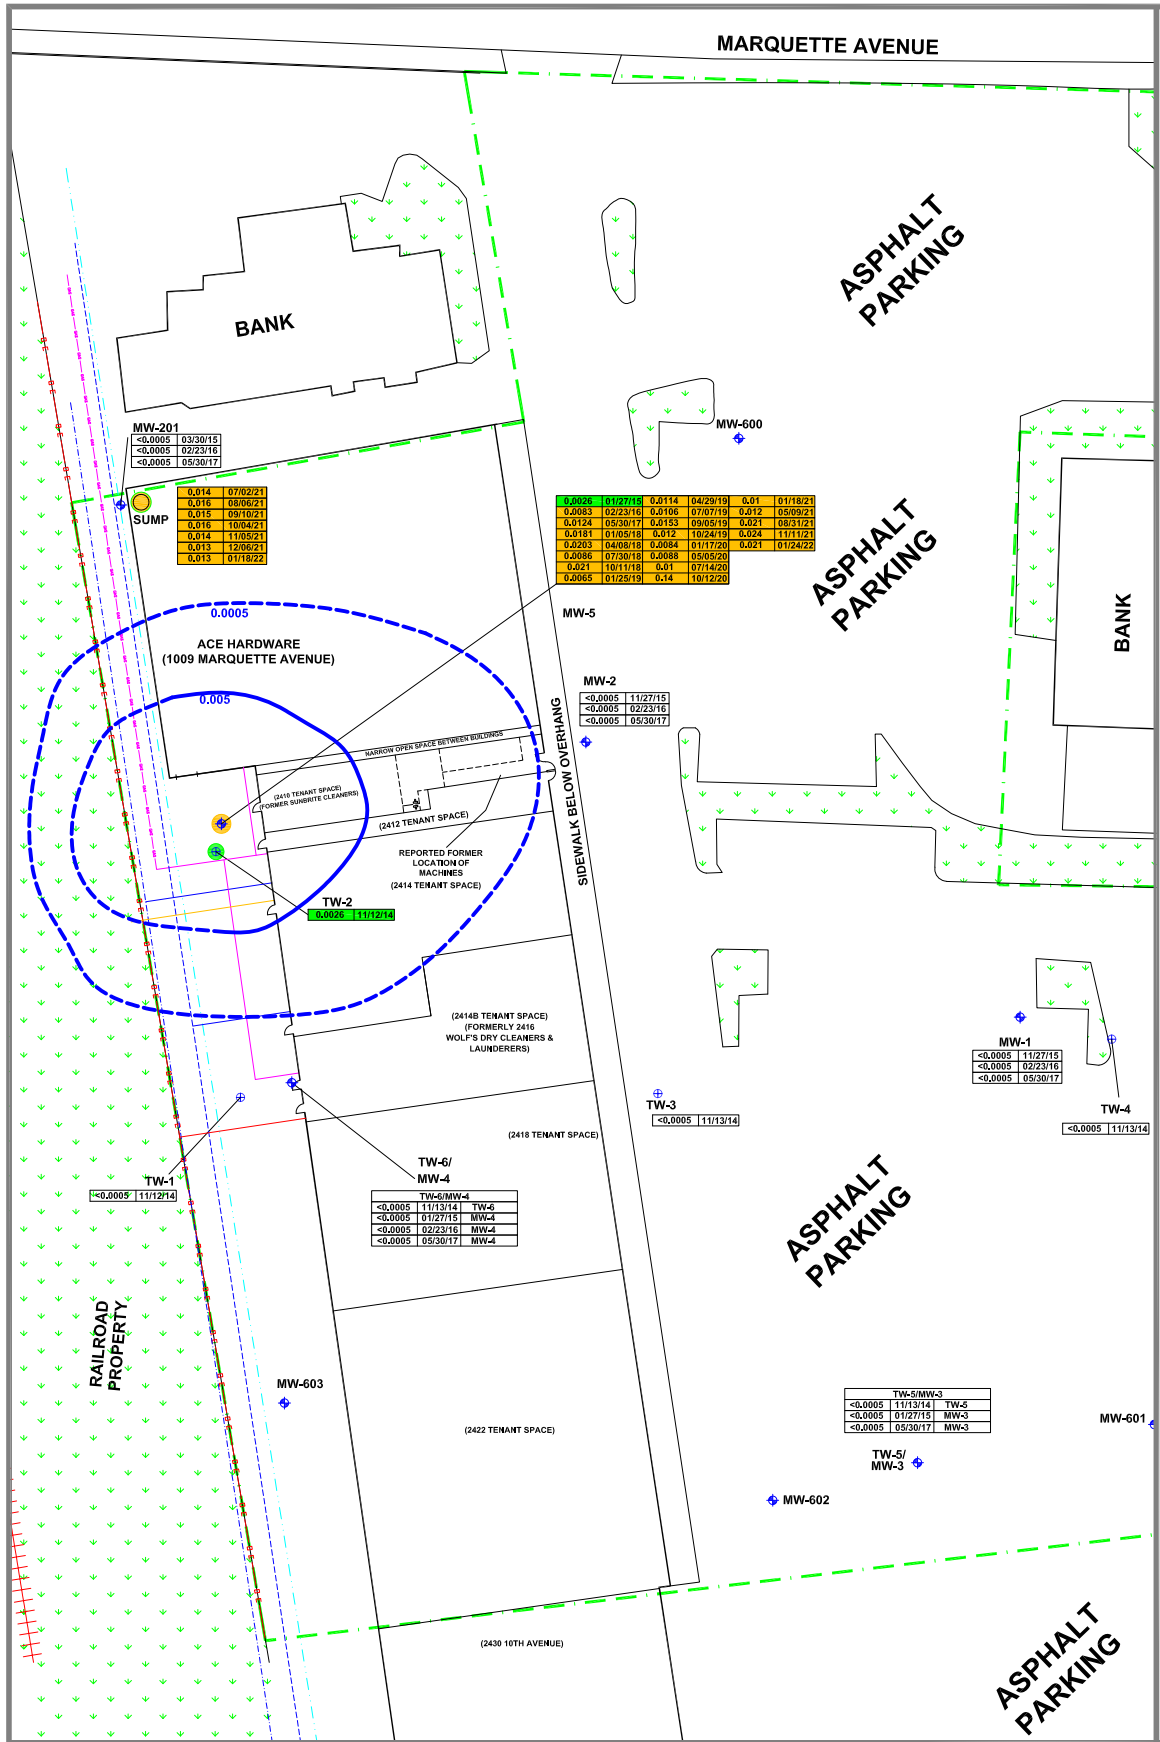 MARQUETTE AVENUE
ASPHALT
PARKING
BANK
MW-201
<0.0005 03/30/15
<0.0005 02/23/16
<0.0005 05/30/17
SUMP
0.014 07/02/21
0.016 08/06/21
0.015 09/10/21
0.016 10/04/21
0.014 11/05/21
0.013 12/06/21
0.013 01/18/22
MW-600
0.0026 01/27/15 0.0114 04/29/19 0.01 01/18/21
0.0083 02/23/16 0.0106 07/07/19 0.012 05/09/21
0.0124 05/30/17 0.0153 09/05/19 0.021 08/31/21
0.0181 01/05/18 0.012 10/24/19 0.024 11/11/21
0.0203 04/08/18 0.0084 01/17/20 0.021 01/24/22
0.0086 07/30/18 0.0088 05/05/20
0.021 10/11/18 0.01 07/14/20
0.0065 01/25/19 0.14 10/12/20
MW-5
ASPHALT
PARKING
BANK
0.0005
ACE HARDWARE
(1009 MARQUETTE AVENUE)
0.005
MW-2
<0.0005 11/27/15
<0.0005 02/23/16
<0.0005 05/30/17
SIDEWALK BELOW OVERHANG
NARROW OPEN SPACE BETWEEN BUILDINGS
(2410 TENANT SPACE)
(FORMER SUNBRITE CLEANERS)
(2412 TENANT SPACE)
REPORTED FORMER
LOCATION OF
MACHINES
(2414 TENANT SPACE)
TW-2
0.0026 11/12/14
(2414B TENANT SPACE)
(FORMERLY 2416
WOLF'S DRY CLEANERS &
LAUNDERERS)
MW-1
<0.0005 11/27/15
<0.0005 02/23/16
<0.0005 05/30/17
TW-3
<0.0005 11/13/14
TW-4
<0.0005 11/13/14
(2418 TENANT SPACE)
TW-1
<0.0005 11/12/14
TW-6/
MW-4
TW-6/MW-4
<0.0005 11/13/14 TW-6
<0.0005 01/27/15 MW-4
<0.0005 02/23/16 MW-4
<0.0005 05/30/17 MW-4
ASPHALT
PARKING
RAILROAD
PROPERTY
MW-603
(2422 TENANT SPACE)
TW-5/MW-3
<0.0005 11/13/14 TW-5
<0.0005 01/27/15 MW-3
<0.0005 05/30/17 MW-3
TW-5/
MW-3
MW-601
MW-602
(2430 10TH AVENUE)
ASPHALT
PARKING